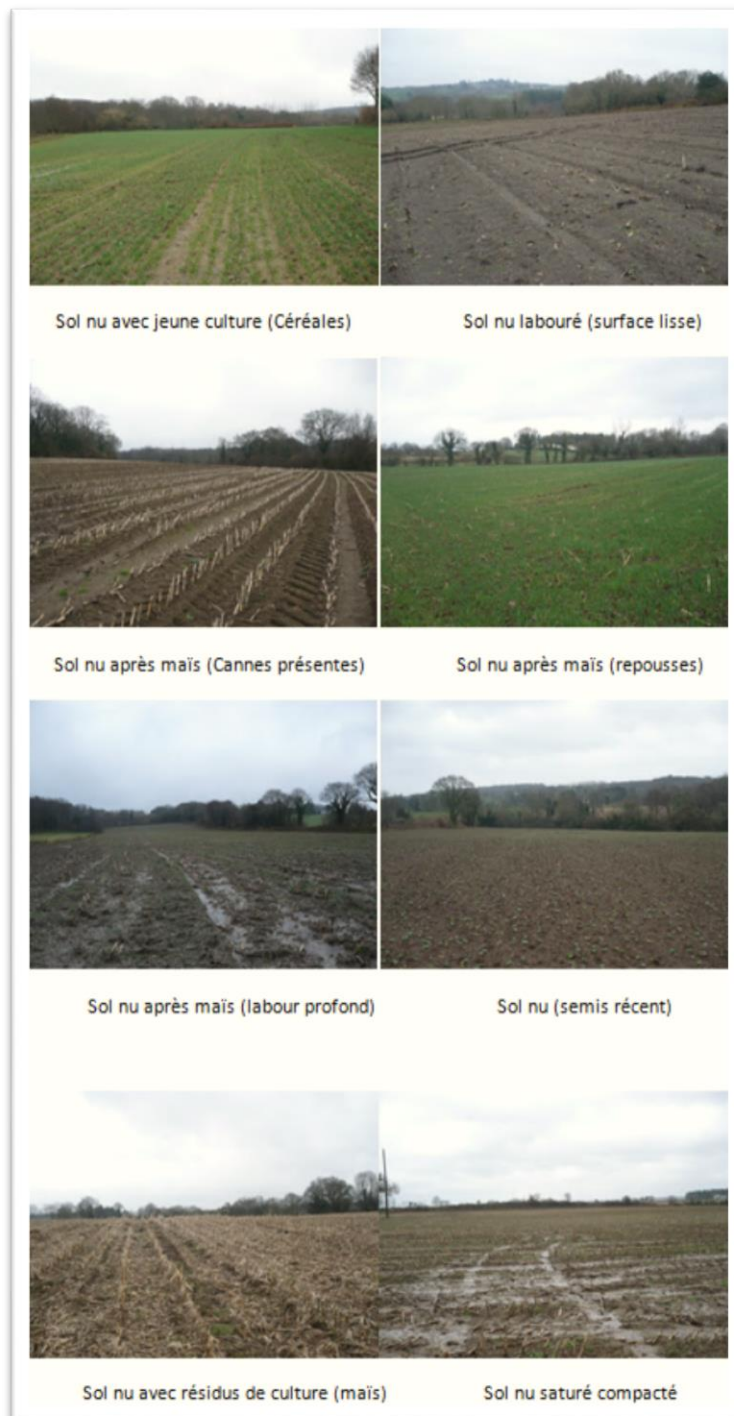 Sol nu avec jeune culture (Céréales)
Sol nu labouré (surface lisse)
Sol nu après maïs (Cannes présentes)
Sol nu après maïs (repousses)
Sol nu après maïs (labour profond)
Sol nu (semis récent)
Sol nu avec résidus de culture (maïs)
Sol nu saturé compacté